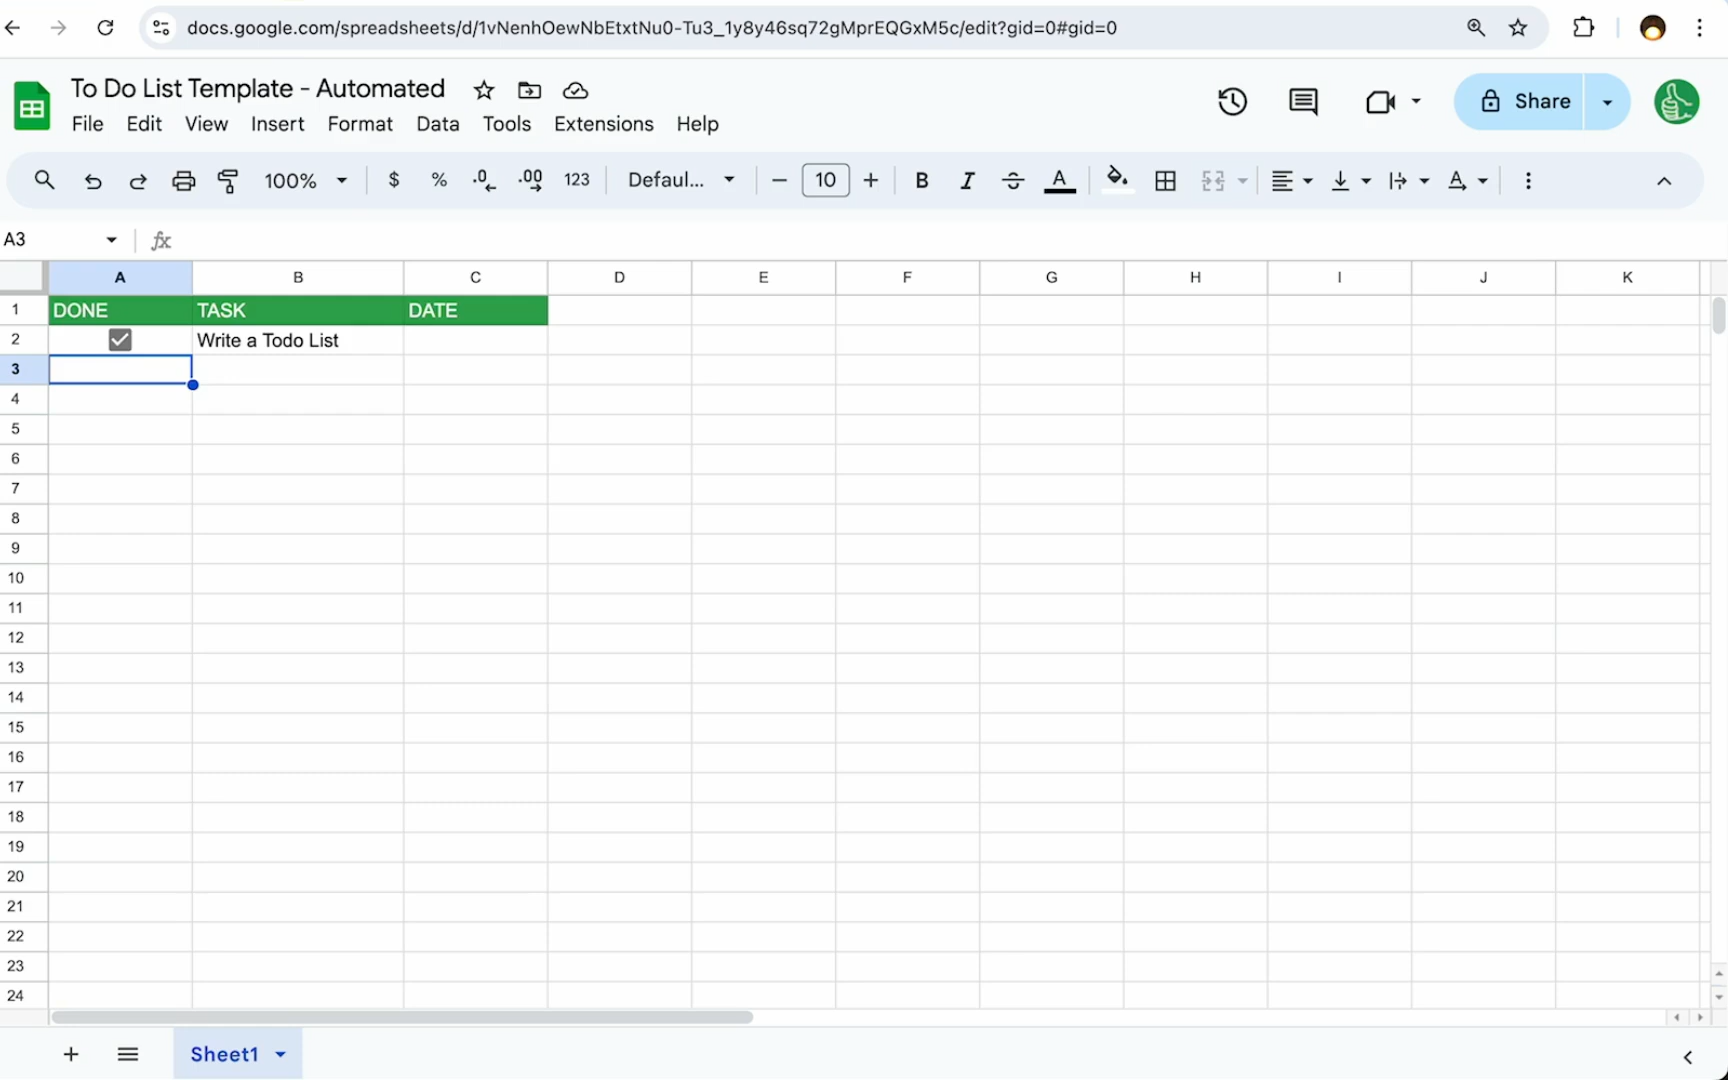 docs.google.com/spreadsheets/d/1vNenhOewNbEtxtNu0-Tu3_1y8y46sq72gMprEQGxM5c/edit?gid=0#gid=0
To Do List Template - Automated
File Edit View Insert Format Data Tools Extensions Help
Share
100% $ % .0 .00 123 Defaul... 10 B I A A
A3 fx
A B C D E F G H I J K
1 DONE TASK DATE
2 Write a Todo List
3
4
5
6
7
8
9
10
11
12
13
14
15
16
17
18
19
20
21
22
23
24
Sheet1